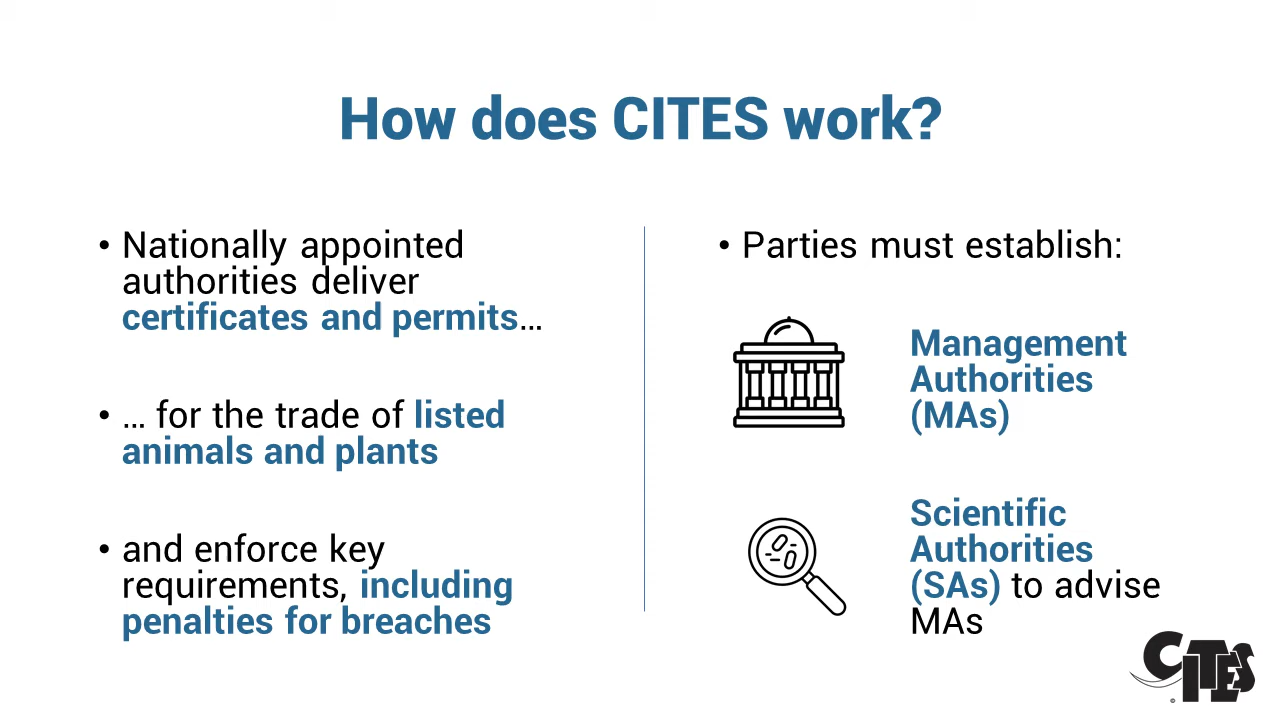 How does CITES work?
• Nationally appointed
authorities deliver
certificates and permits…
• … for the trade of listed
animals and plants
• and enforce key
requirements, including
penalties for breaches
• Parties must establish:
Management
Authorities
(MAs)
Scientific
Authorities
(SAs) to advise
MAs
CITES
©